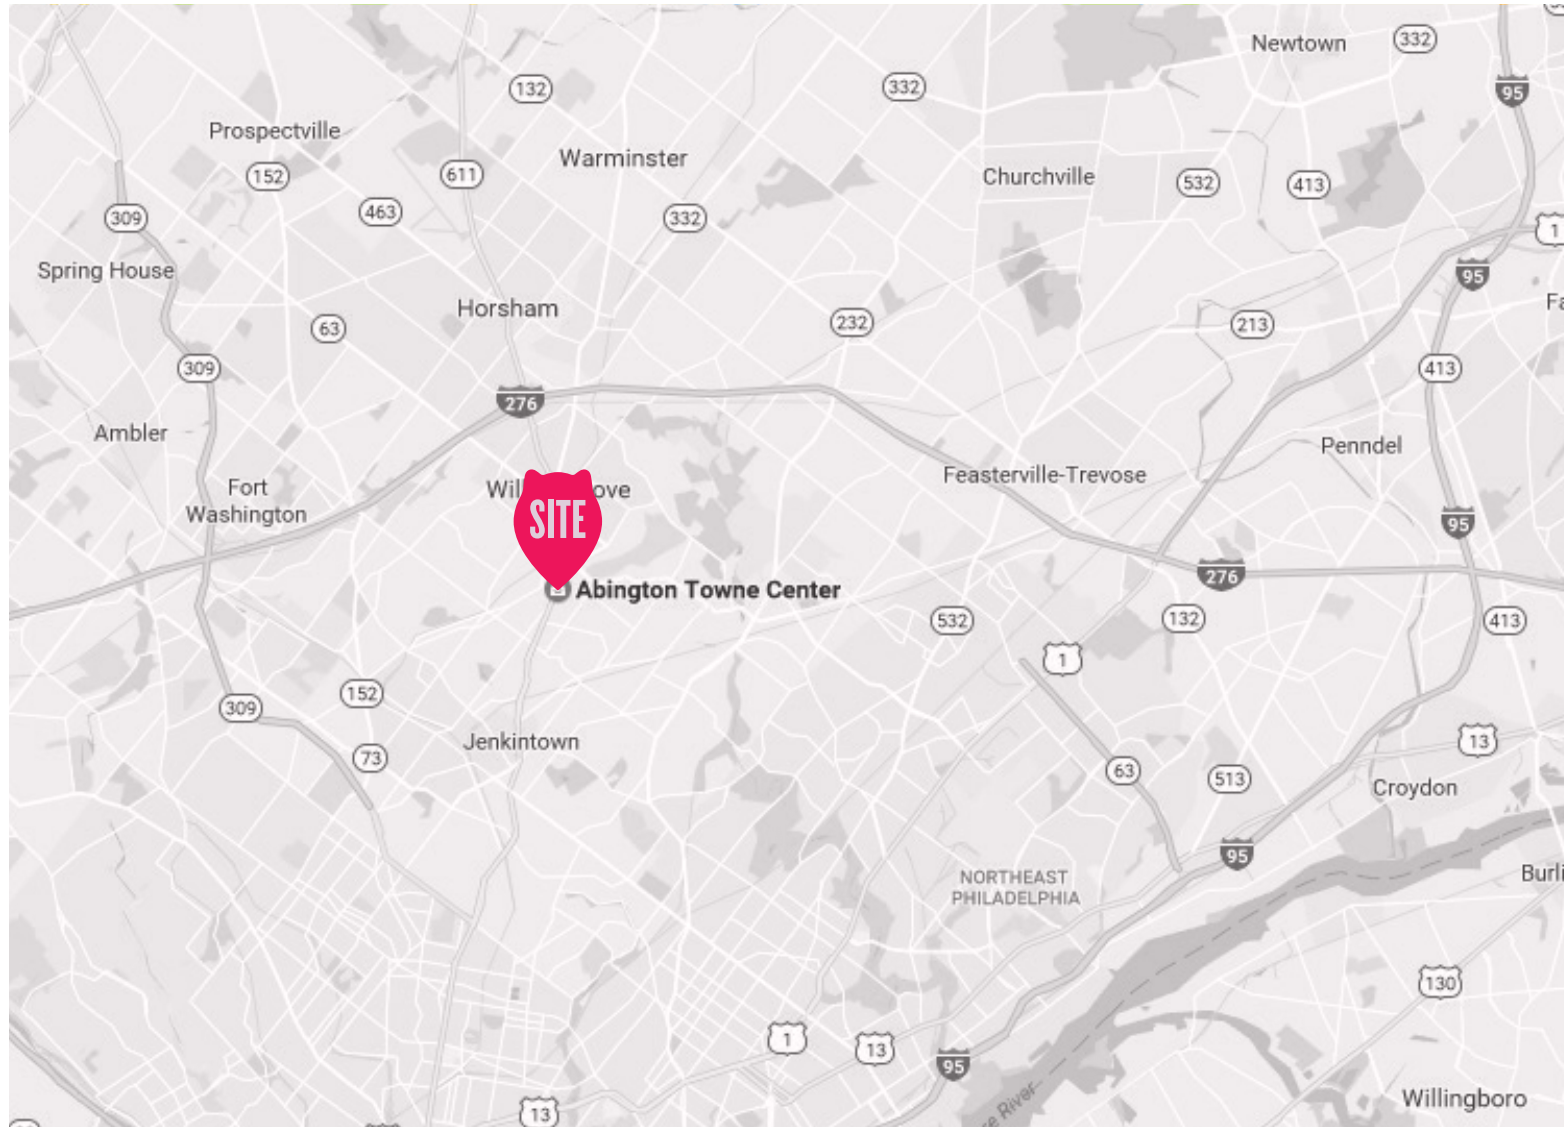 Newtown
332
132
332
95
Prospectville
Warminster
152
611
Churchville
532
413
463
309
332
1
Spring House
95
Horsham
63
232
213
309
413
276
Ambler
Penndel
Feasterville-Trevose
Fort
Washington
SITE
95
276
Abington Towne Center
532
132
413
1
152
309
Jenkintown
13
73
63
513
Croydon
95
NORTHEAST
PHILADELPHIA
130
1
13
95
River
Willingboro
13